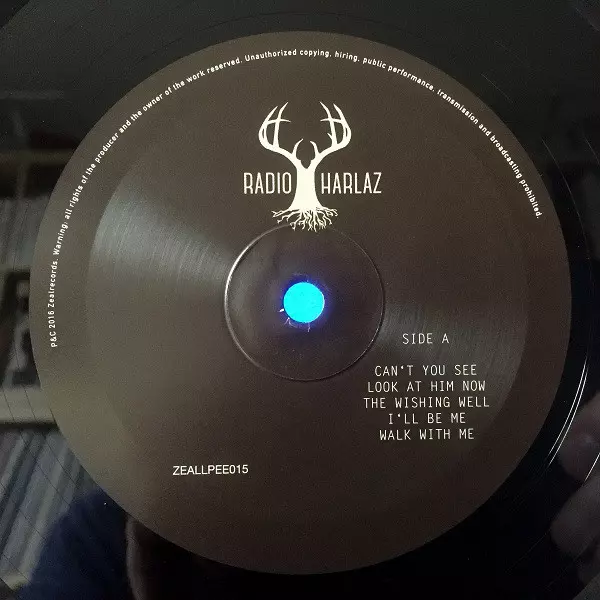 P&C 2016 Zealrecords. Warning: all rights of the producer and the owner of the work reserved. Unauthorized copying, hiring, public performance, transmission and broadcasting prohibited.
RADIO HARLAZ
SIDE A
CAN'T YOU SEE
LOOK AT HIM NOW
THE WISHING WELL
I'LL BE ME
WALK WITH ME
ZEALLPEE015